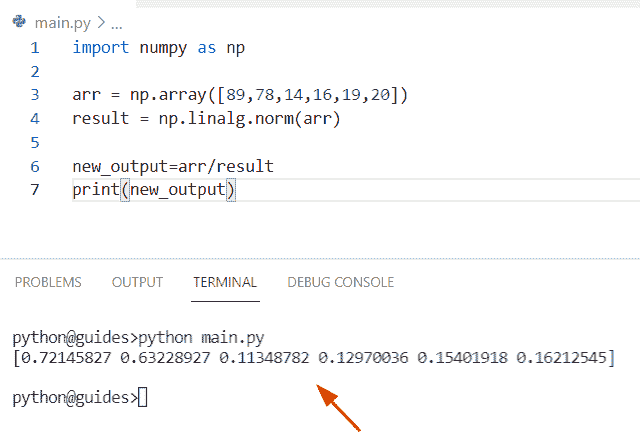 main.py > ...
1 import numpy as np
2
3 arr = np.array([89,78,14,16,19,20])
4 result = np.linalg.norm(arr)
5
6 new_output=arr/result
7 print(new_output)
PROBLEMS OUTPUT TERMINAL DEBUG CONSOLE
python@guides>python main.py
[0.72145827 0.63228927 0.11348782 0.12970036 0.15401918 0.16212545]
python@guides>